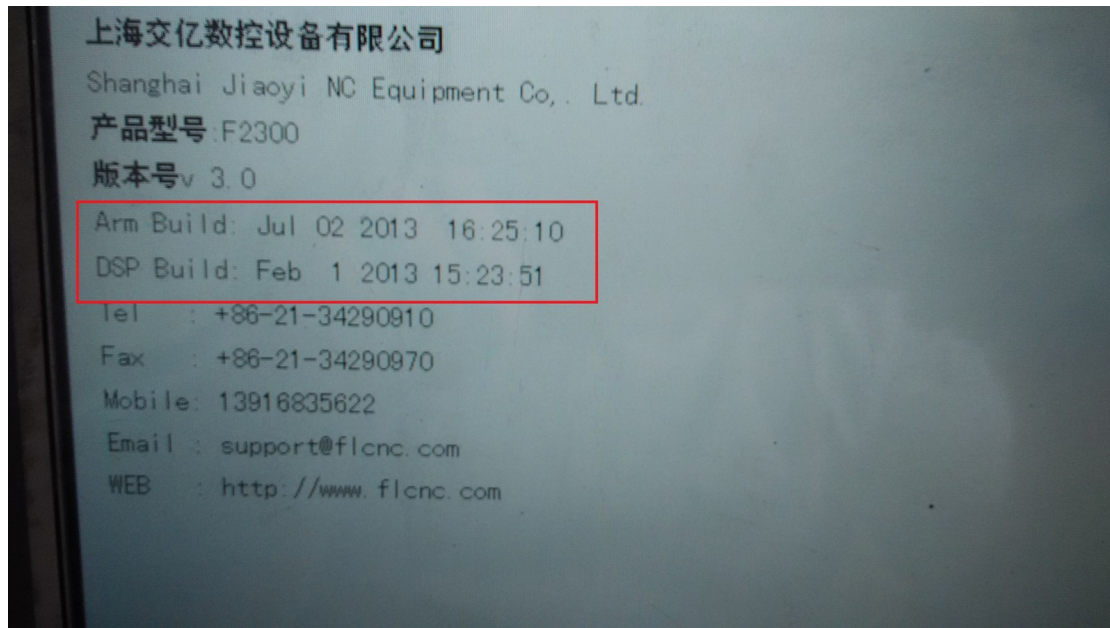 上海交亿数控设备有限公司
Shanghai Jiaoyi NC Equipment Co,. Ltd.
产品型号:F2300
版本号v 3.0
Arm Build: Jul 02 2013 16:25:10
DSP Build: Feb 1 2013 15:23:51
Tel : +86-21-34290910
Fax : +86-21-34290970
Mobile: 13916835622
Email : support@flcnc.com
WEB : http://www.flcnc.com